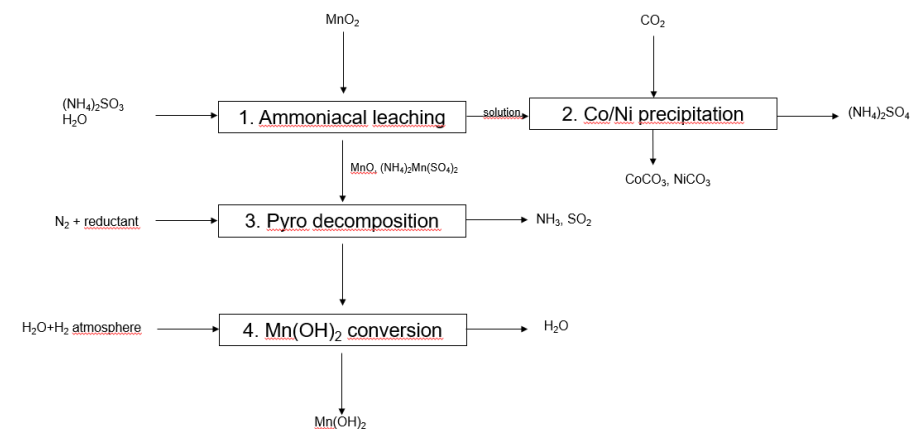 MnO₂
CO₂
(NH₄)₂SO₃
H₂O
1. Ammoniacal leaching
solution
2. Co/Ni precipitation
(NH₄)₂SO₄
MnO, (NH₄)₂Mn(SO₄)₂
CoCO₃, NiCO₃
N₂ + reductant
3. Pyro decomposition
NH₃, SO₂
H₂O+H₂ atmosphere
4. Mn(OH)₂ conversion
H₂O
Mn(OH)₂